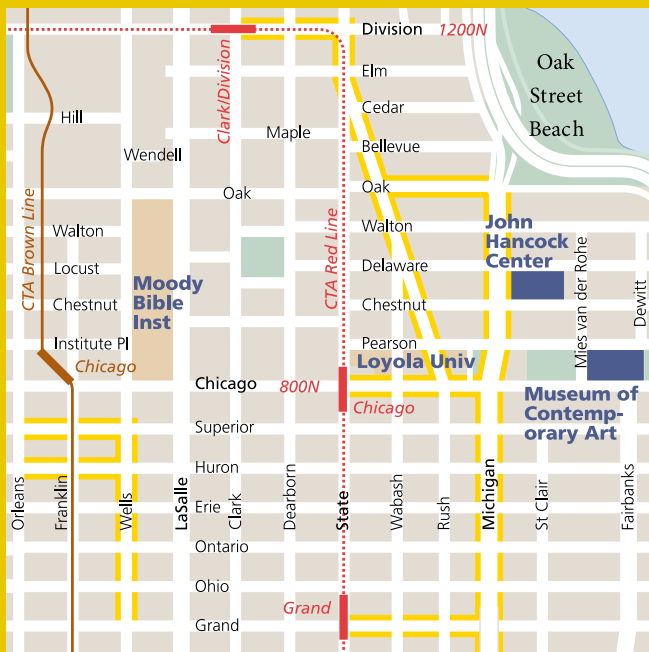 Division 1200N
Elm
Oak
Street
Beach
Clark/Division
Cedar
Hill
Maple
Bellevue
Wendell
Oak
Oak
Walton
Walton
John
Hancock
Center
CTA Brown Line
CTA Red Line
Locust
Delaware
Mies van der Rohe
Dewitt
Moody
Bible
Inst
Chestnut
Chestnut
Institute Pl
Pearson
Chicago
Loyola Univ
Chicago 800N
Chicago
Museum of
Contemp-
orary Art
Superior
Huron
Orleans
Frenklin
Wells
LaSalle
Clark
Dearborn
State
Wabash
Rush
Michigan
St Clair
Fairbanks
Erie
Ontario
Ohio
Grand
Grand